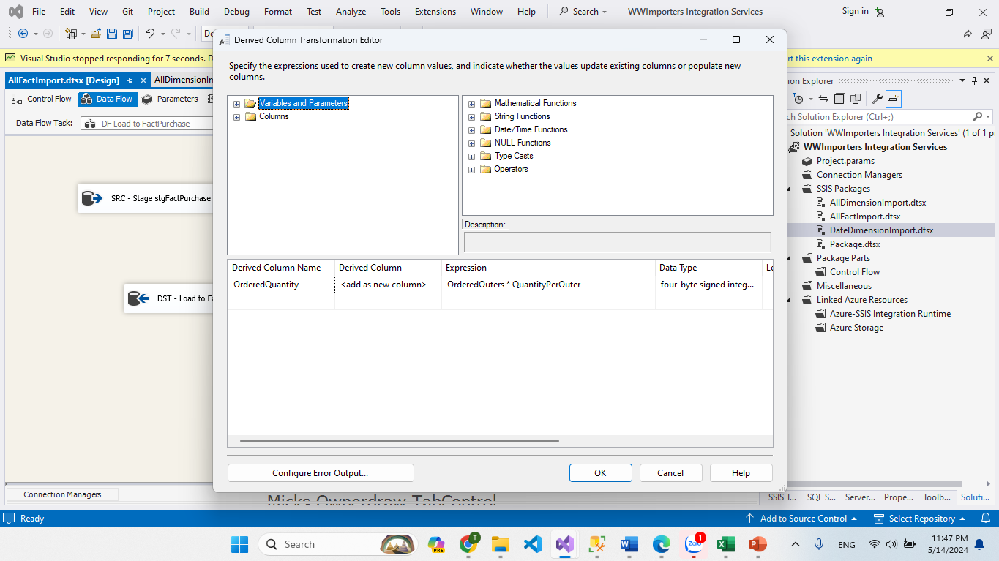 File Edit View Git Project Build Debug Format Test Analyze Tools Extensions Window Help Search WWImporters Integration Services Sign in
Visual Studio stopped responding for 7 seconds. D
rt this extension again
Derived Column Transformation Editor
Specify the expressions used to create new column values, and indicate whether the values update existing columns or populate new
columns.
AllFactImport.dtsx [Design] AllDimensionIn
Control Flow Data Flow Parameters
Data Flow Task: DF Load to FactPurchase
SRC - Stage stgFactPurchase
DST - Load to Fa
Variables and Parameters
Columns
Mathematical Functions
String Functions
Date/Time Functions
NULL Functions
Type Casts
Operators
Description:
Derived Column Name Derived Column Expression Data Type Le
OrderedQuantity <add as new column> OrderedOuters * QuantityPerOuter four-byte signed integ...
Configure Error Output... OK Cancel Help
ion Explorer
ch Solution Explorer (Ctrl+;)
Solution 'WWImporters Integration Services' (1 of 1 p
WWImporters Integration Services
Project.params
Connection Managers
SSIS Packages
AllDimensionImport.dtsx
AllFactImport.dtsx
DateDimensionImport.dtsx
Package.dtsx
Package Parts
Control Flow
Miscellaneous
Linked Azure Resources
Azure-SSIS Integration Runtime
Azure Storage
SSIS T... SQL S... Server... Prope... Toolb... Soluti...
Connection Managers
Micks Ownerdraw TabControl
Ready Add to Source Control Select Repository
Search PRE T Zalo 1 ENG 11:47 PM
5/14/2024